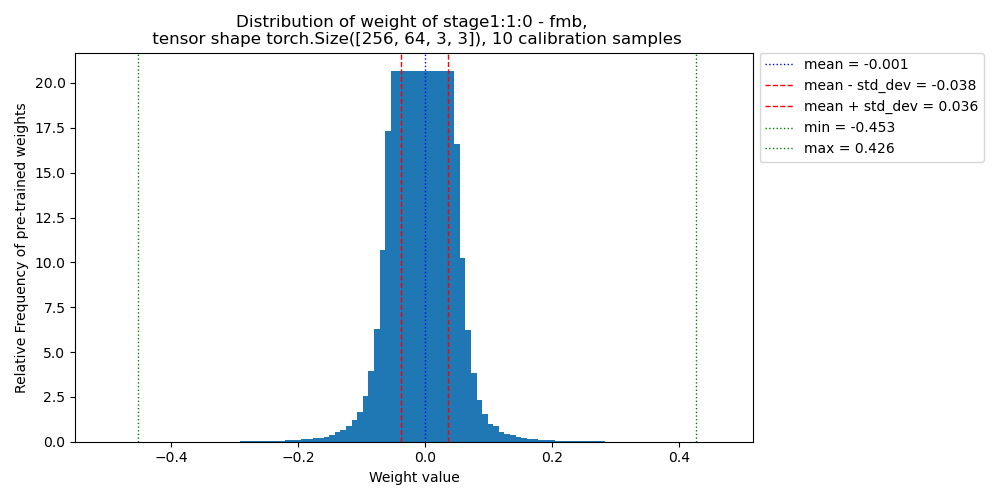 Distribution of weight of stage1:1:0 - fmb,
tensor shape torch.Size([256, 64, 3, 3]), 10 calibration samples
mean = -0.001
mean - std_dev = -0.038
mean + std_dev = 0.036
min = -0.453
max = 0.426
Relative Frequency of pre-trained weights
20.0
17.5
15.0
12.5
10.0
7.5
5.0
2.5
0.0
−0.4
−0.2
0.0
0.2
0.4
Weight value